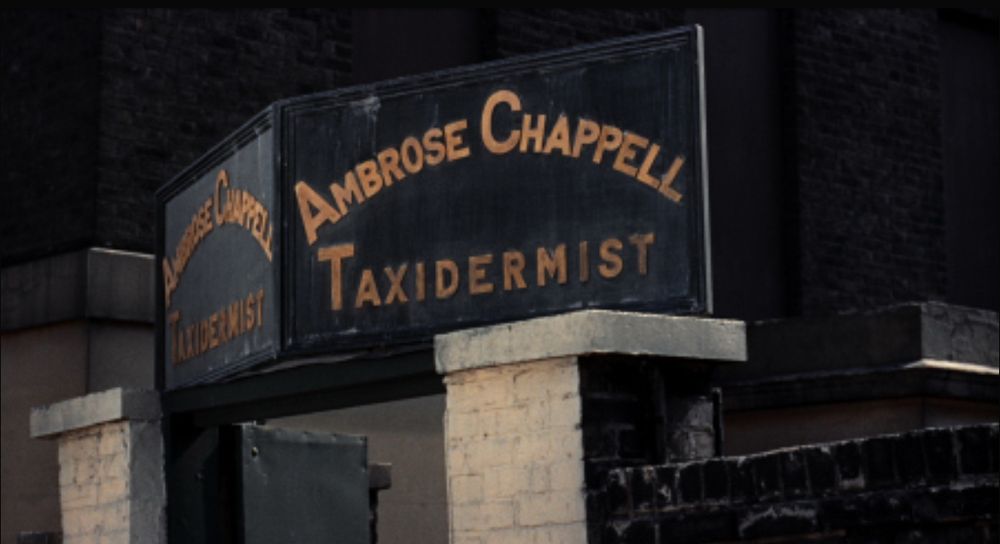 Ambrose Chappell
Taxidermist
Ambrose Chappell
Taxidermist